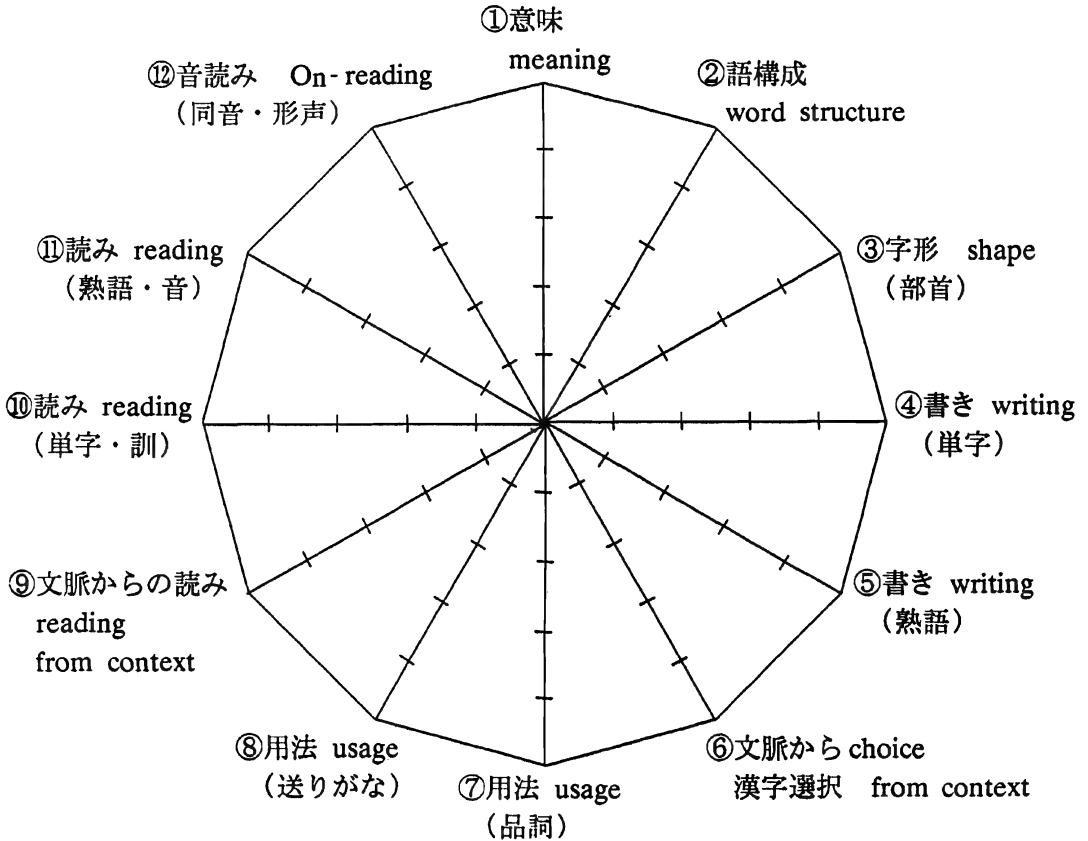 ①意味
meaning
②語構成
word structure
③字形 shape
（部首）
④書き writing
（単字）
⑤書き writing
（熟語）
⑥文脈から choice
漢字選択 from context
⑦用法 usage
（品詞）
⑧用法 usage
（送りがな）
⑨文脈からの読み
reading
from context
⑩読み reading
（単字・訓）
⑪読み reading
（熟語・音）
⑫音読み On-reading
（同音・形声）